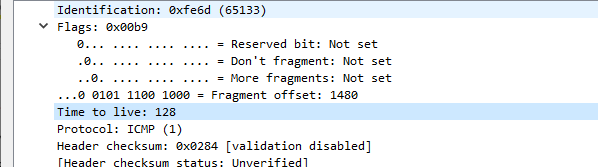 Identification: 0xfe6d (65133)
Flags: 0x00b9
0... .... .... .... = Reserved bit: Not set
.0.. .... .... .... = Don't fragment: Not set
..0. .... .... .... = More fragments: Not set
...0 0101 1100 1000 = Fragment offset: 1480
Time to live: 128
Protocol: ICMP (1)
Header checksum: 0x0284 [validation disabled]
[Header checksum status: Unverified]